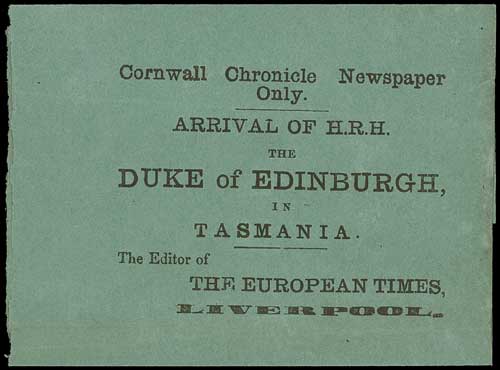 Cornwall Chronicle Newspaper
Only.
ARRIVAL OF H.R.H.
THE
DUKE of EDINBURGH,
IN
TASMANIA.
The Editor of
THE EUROPEAN TIMES,
LIVERPOOL.